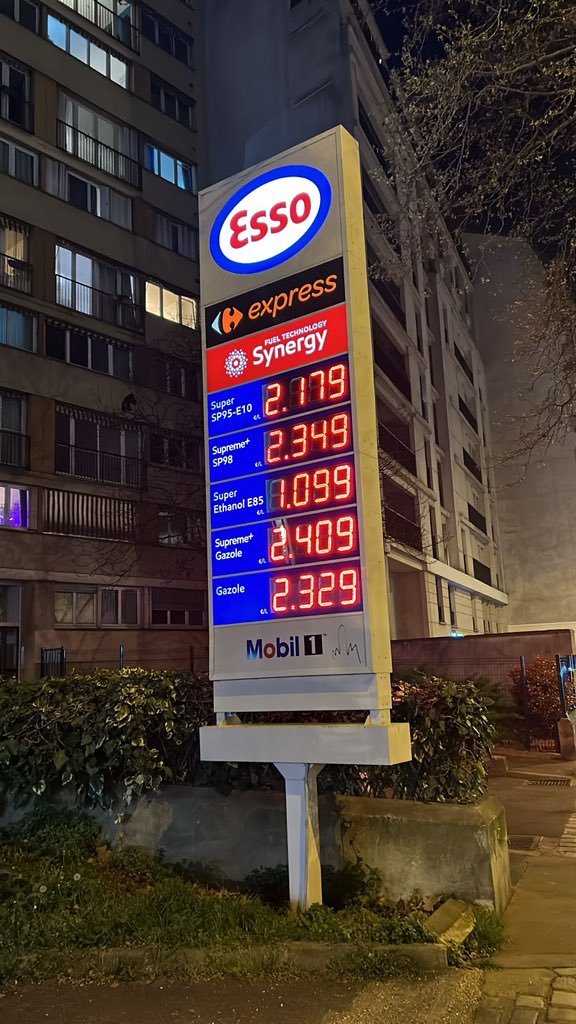 Esso
express
FUEL TECHNOLOGY
Synergy
Super
SP95-E10
€/L
2.179
Supreme+
SP98
€/L
2.349
Super
Ethanol E85
€/L
1.099
Supreme+
Gazole
€/L
2.409
Gazole
€/L
2.329
Mobil 1